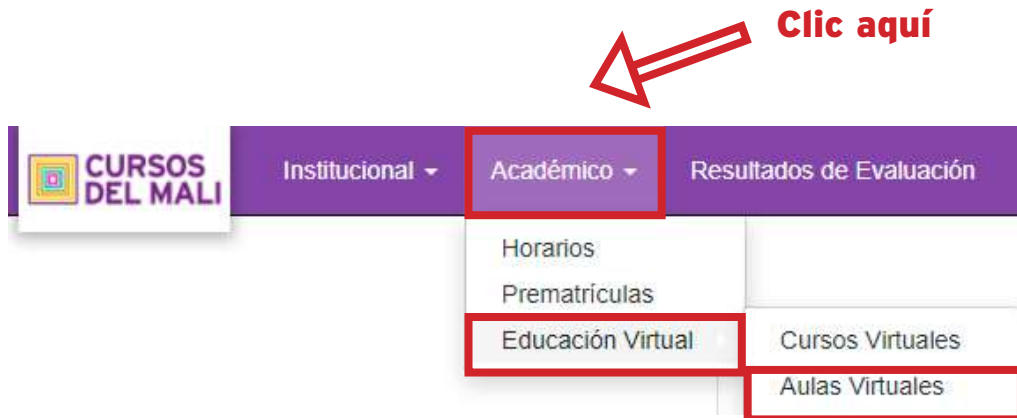 Clic aquí
CURSOS
DEL MALI
Institucional
Académico
Resultados de Evaluación
Horarios
Prematrículas
Educación Virtual
Cursos Virtuales
Aulas Virtuales